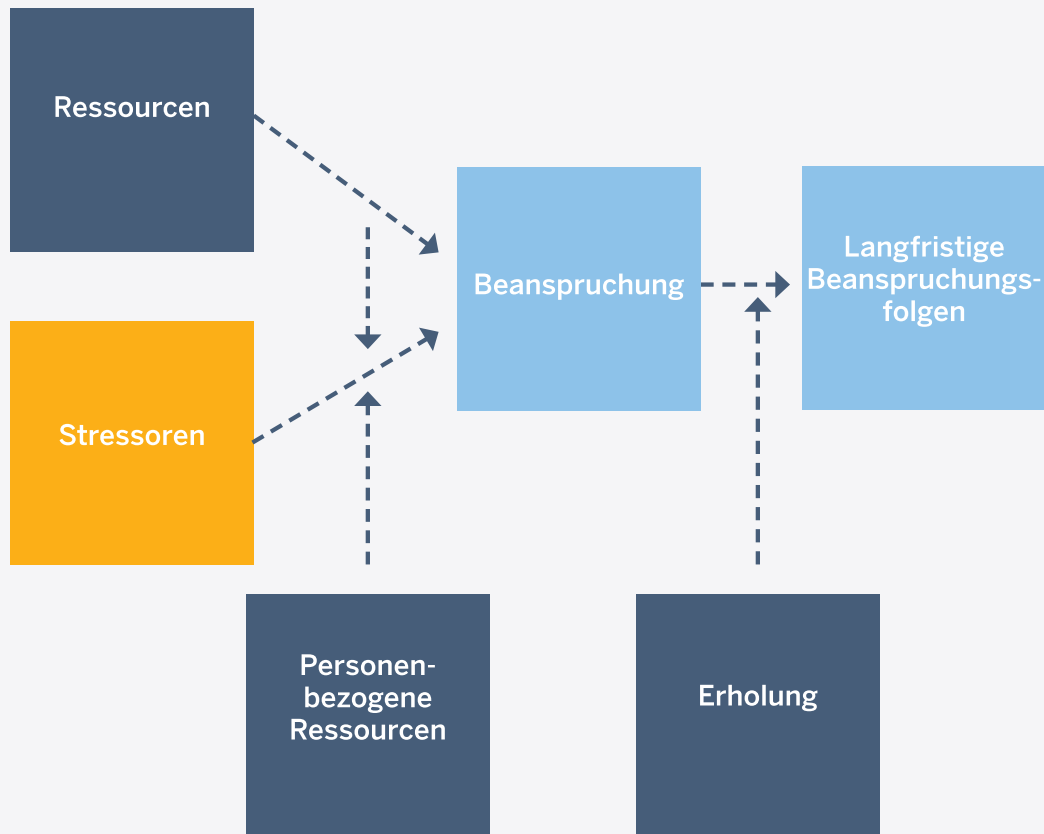 Ressourcen
Stressoren
Beanspruchung
Langfristige
Beanspruchungs-
folgen
Personen-
bezogene
Ressourcen
Erholung